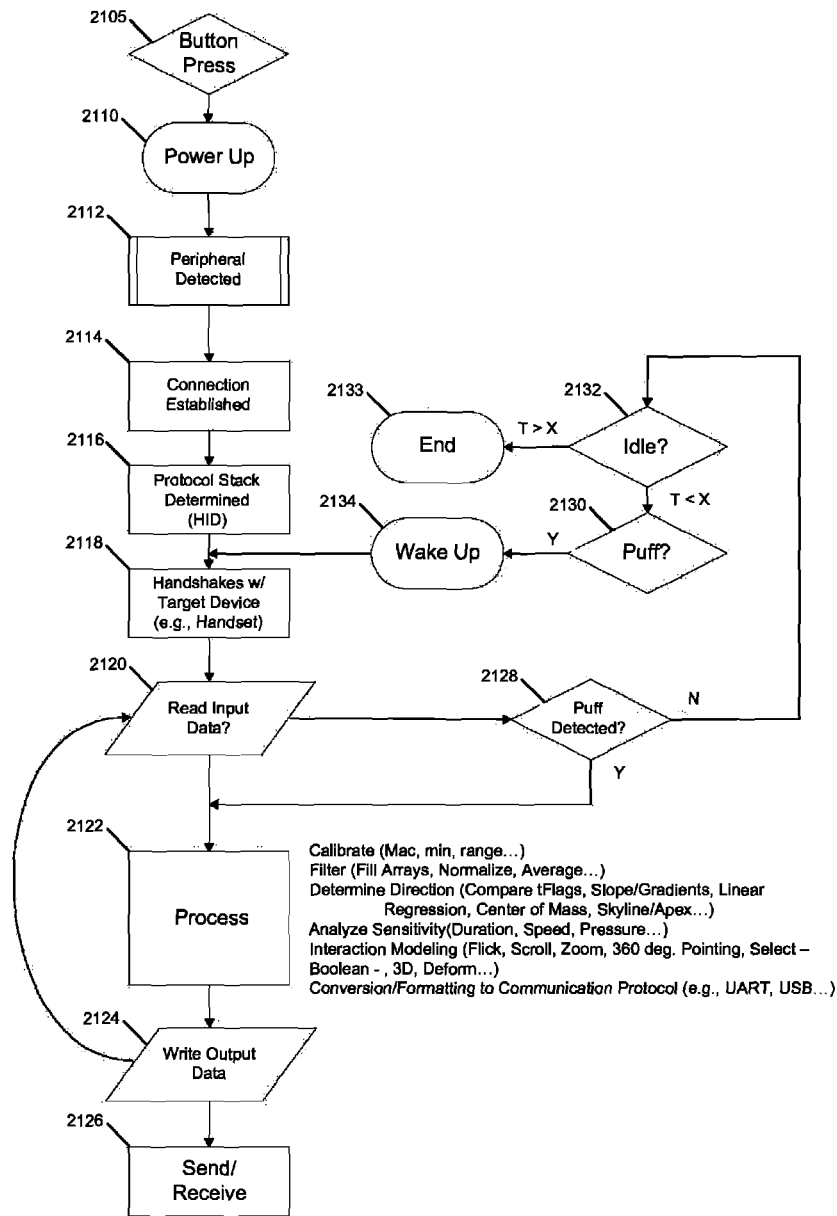 2105
Button
Press
2110
Power Up
2112
Peripheral
Detected
2114
Connection
Established
2116
Protocol Stack
Determined
(HID)
2118
Handshakes w/
Target Device
(e.g., Handset)
2133
End
T > X
2132
Idle?
T < X
2134
Wake Up
Y
2130
Puff?
2120
Read Input
Data?
2128
Puff
Detected?
N
Y
2122
Process
Calibrate (Mac, min, range...)
Filter (Fill Arrays, Normalize, Average...)
Determine Direction (Compare tFlags, Slope/Gradients, Linear
Regression, Center of Mass, Skyline/Apex...)
Analyze Sensitivity(Duration, Speed, Pressure...)
Interaction Modeling (Flick, Scroll, Zoom, 360 deg. Pointing, Select –
Boolean - , 3D, Deform...)
Conversion/Formatting to Communication Protocol (e.g., UART, USB...)
2124
Write Output
Data
2126
Send/
Receive